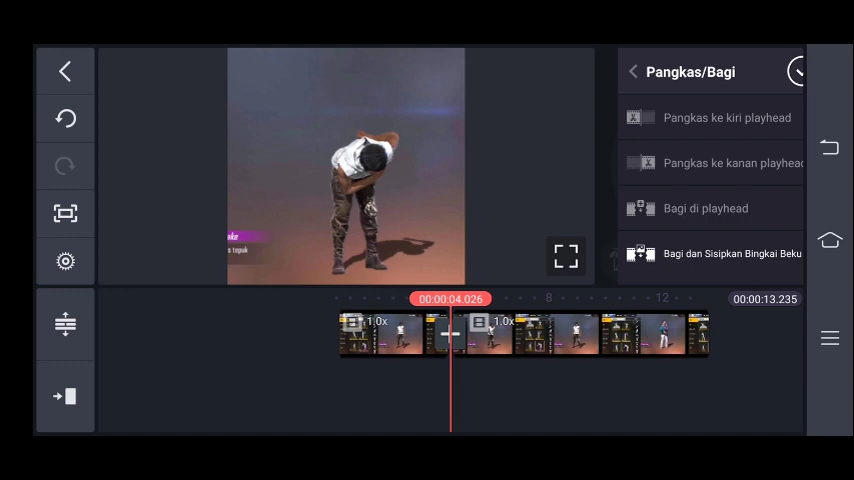 Pangkas/Bagi
Pangkas ke kiri playhead
Pangkas ke kanan playhead
Bagi di playhead
Bagi dan Sisipkan Bingkai Beku
s tepuk
00:00:04.026
8
12
00:00:13.235
1.0x
1.0x